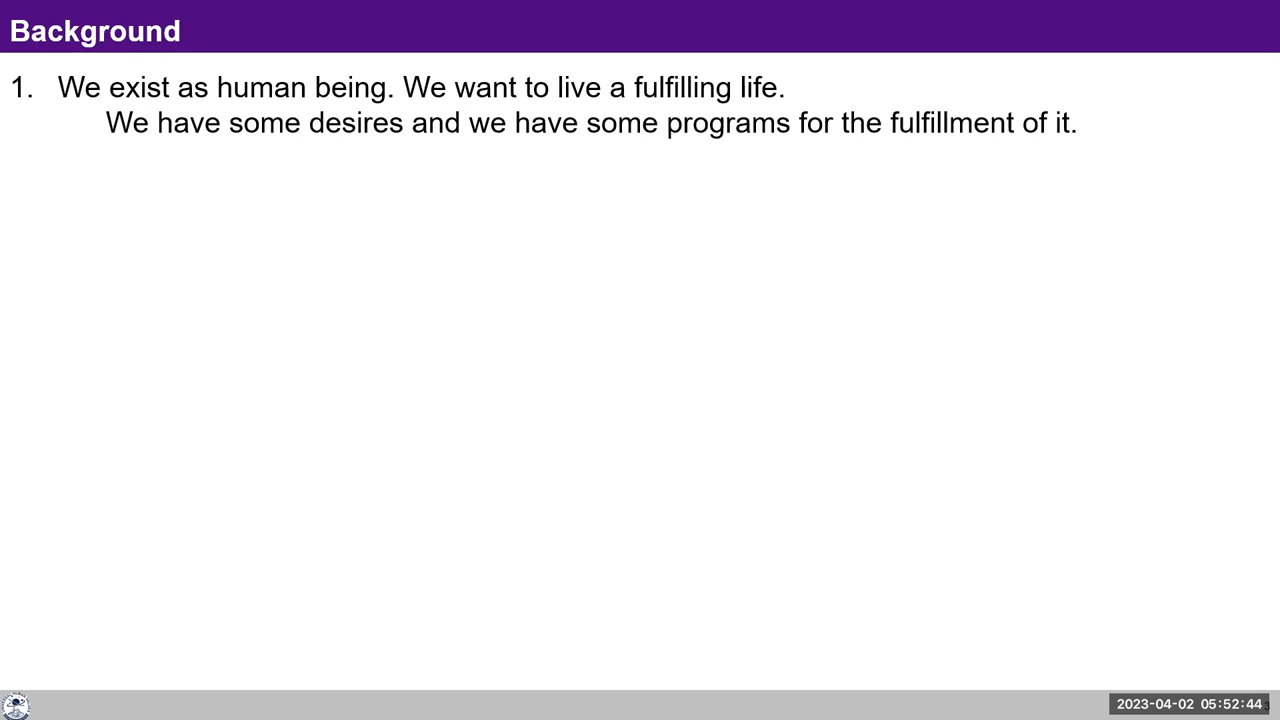 Background
1. We exist as human being. We want to live a fulfilling life.
We have some desires and we have some programs for the fulfillment of it.
2023-04-02 05:52:44
3